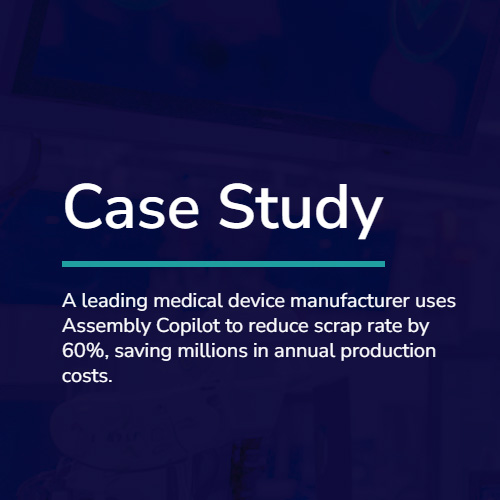 Case Study
A leading medical device manufacturer uses
Assembly Copilot to reduce scrap rate by
60%, saving millions in annual production
costs.